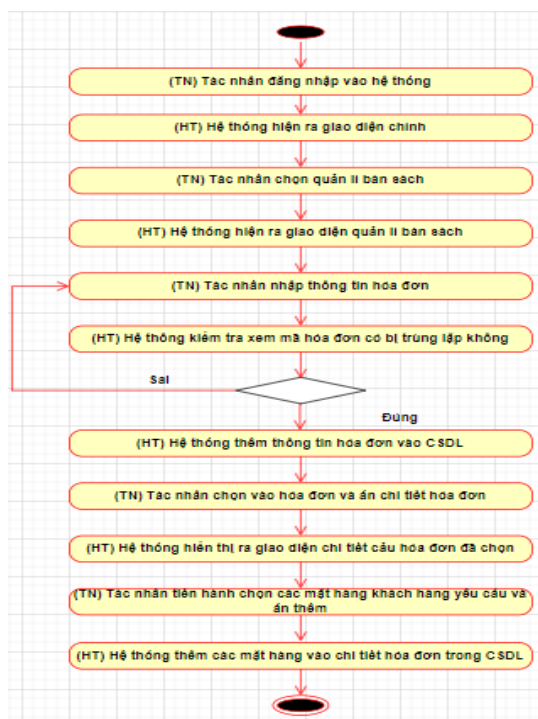 (TN) Tác nhân đăng nhập vào hệ thống
(HT) Hệ thống hiện ra giao diện chính
(TN) Tác nhân chọn quản lí bán sách
(HT) Hệ thống hiện ra giao diện quản lí bán sách
(TN) Tác nhân nhập thông tin hóa đơn
(HT) Hệ thông kiểm tra xem mã hóa đơn có bị trùng lặp không
Sai
Đúng
(HT) Hệ thống thêm thông tin hóa đơn vào CSDL
(TN) Tác nhân chọn vào hóa đơn và ấn chi tiết hóa đơn
(HT) Hệ thống hiển thị ra giao diện chi tiết cảu hóa đơn đã chọn
(TN) Tác nhân tiến hành chọn các mặt hàng khách hàng yêu cầu và
ấn thêm
(HT) Hệ thống thêm các mặt hàng vào chi tiết hóa đơn trong CSDL